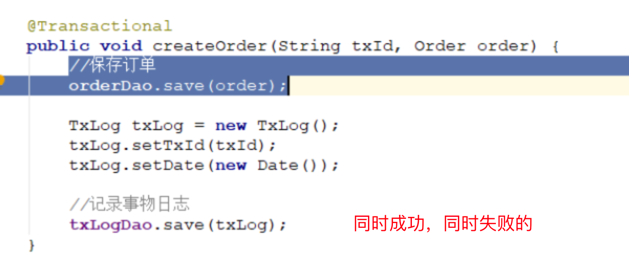 @Transactional
public void createOrder(String txId, Order order) {
//保存订单
orderDao.save(order);
TxLog txLog = new TxLog();
txLog.setTxId(txId);
txLog.setDate(new Date());
//记录事物日志
txLogDao.save(txLog); 同时成功，同时失败的
}